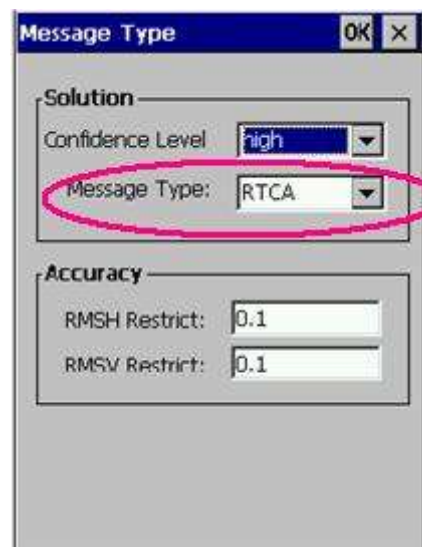 Message Type OK ×
Solution
Confidence Level high
Message Type: RTCA
Accuracy
RMSH Restrict: 0.1
RMSV Restrict: 0.1